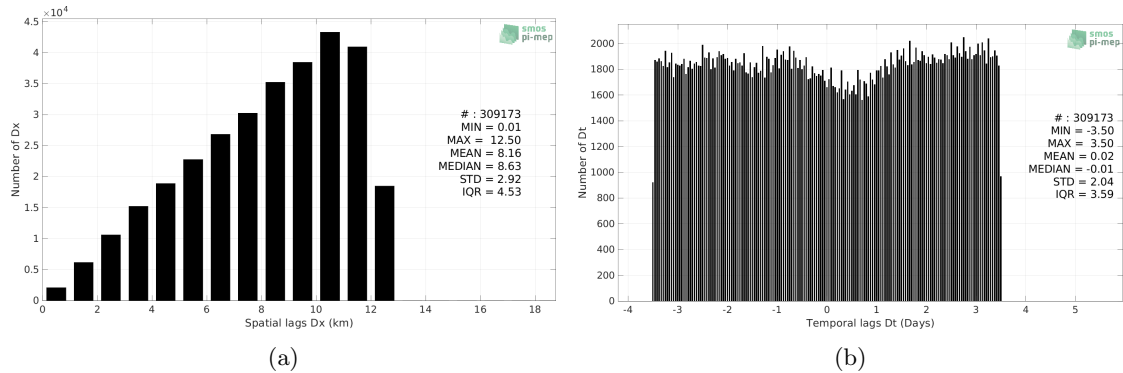 ×10⁴
4.5
4
3.5
3
2.5
2
1.5
1
0.5
0
Number of Dx
0 2 4 6 8 10 12 14 16 18
Spatial lags Dx (km)
smos
pi-mep
# : 309173
MIN = 0.01
MAX = 12.50
MEAN = 8.16
MEDIAN = 8.63
STD = 2.92
IQR = 4.53
(a)
2000
1800
1600
1400
1200
1000
800
600
400
200
0
Number of Dt
-4 -3 -2 -1 0 1 2 3 4 5
Temporal lags Dt (Days)
smos
pi-mep
# : 309173
MIN = -3.50
MAX = 3.50
MEAN = 0.02
MEDIAN = -0.01
STD = 2.04
IQR = 3.59
(b)